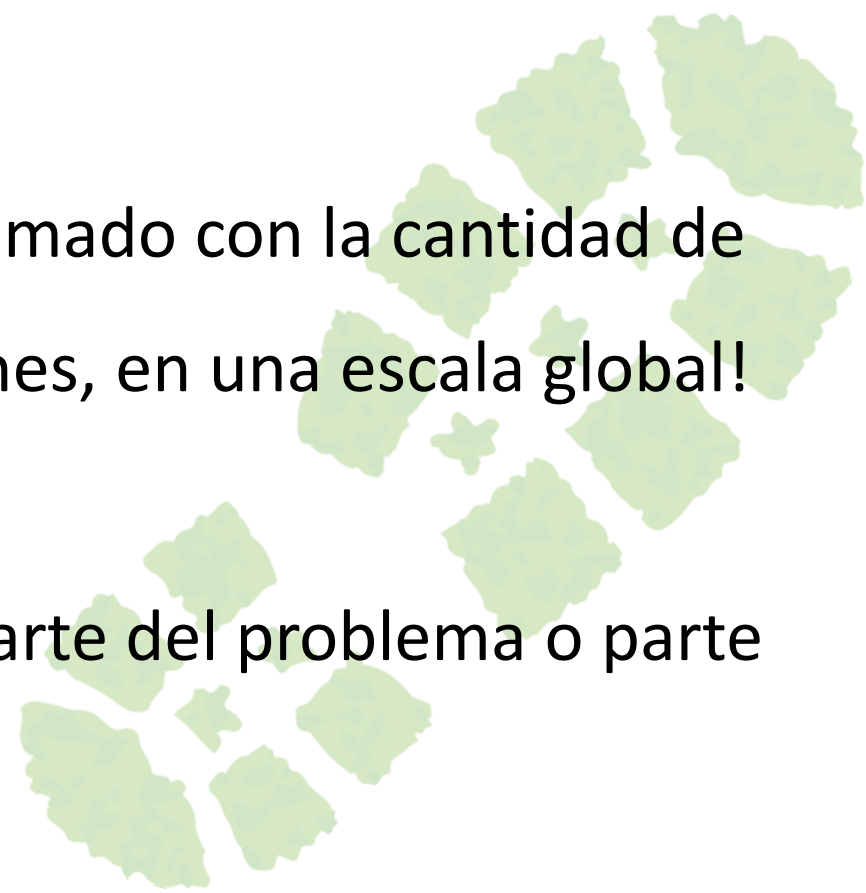 mado con la cantidad de
nes, en una escala global!
arte del problema o parte